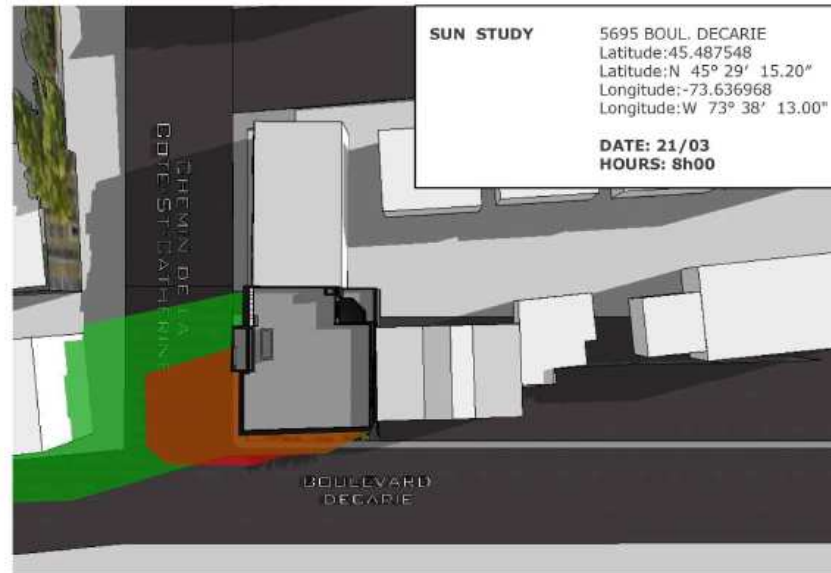 SUN STUDY
5695 BOUL. DECARIE
Latitude:45.487548
Latitude:N 45° 29' 15.20"
Longitude:-73.636968
Longitude:W 73° 38' 13.00"
DATE: 21/03
HOURS: 8h00
CHEMIN DE LA
COTE-ST-CATHERINE
BOULEVARD
DECARIE